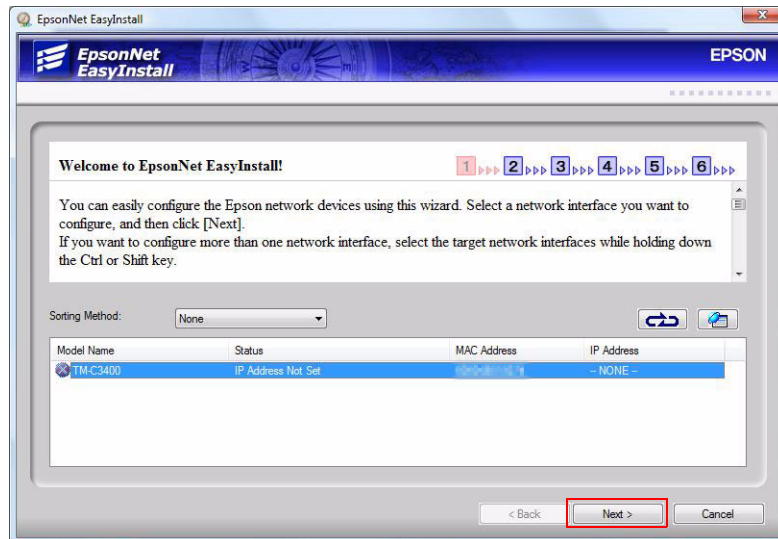 EpsonNet EasyInstall
EpsonNet
EasyInstall
EPSON
Welcome to EpsonNet EasyInstall!
1 2 3 4 5 6
You can easily configure the Epson network devices using this wizard. Select a network interface you want to
configure, and then click [Next].
If you want to configure more than one network interface, select the target network interfaces while holding down
the Ctrl or Shift key.
Sorting Method: None
Model Name Status MAC Address IP Address
TM-C3400 IP Address Not Set -- NONE --
< Back Next > Cancel